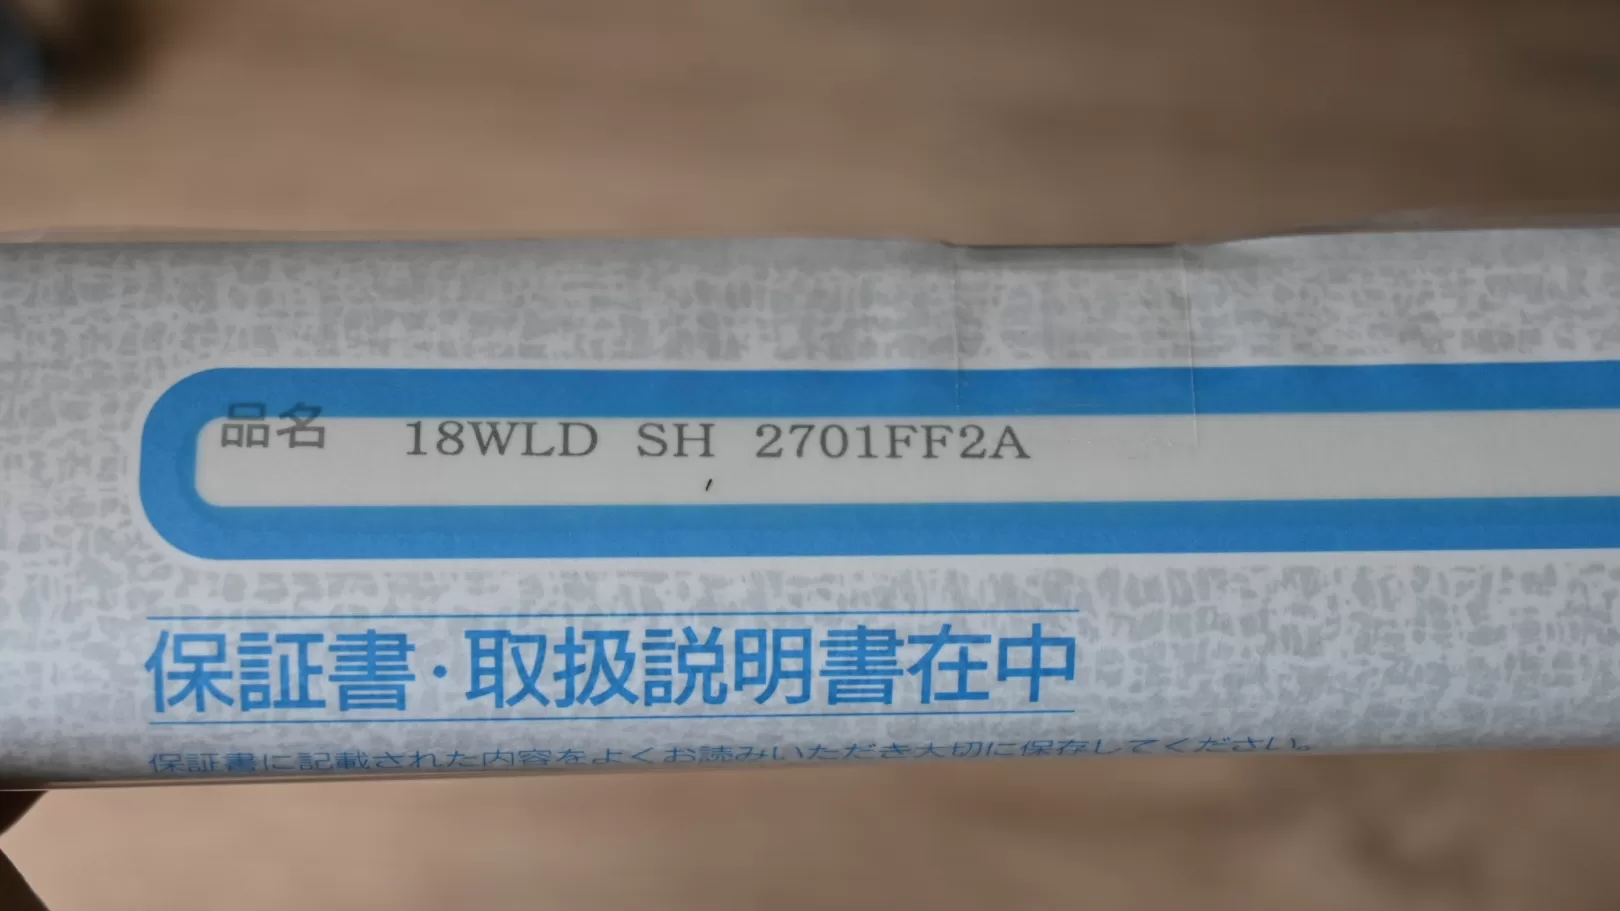 品名 18WLD SH 2701FF2A
保証書・取扱説明書在中
保証書に記載された内容をよくお読みいただき大切に保存してください。